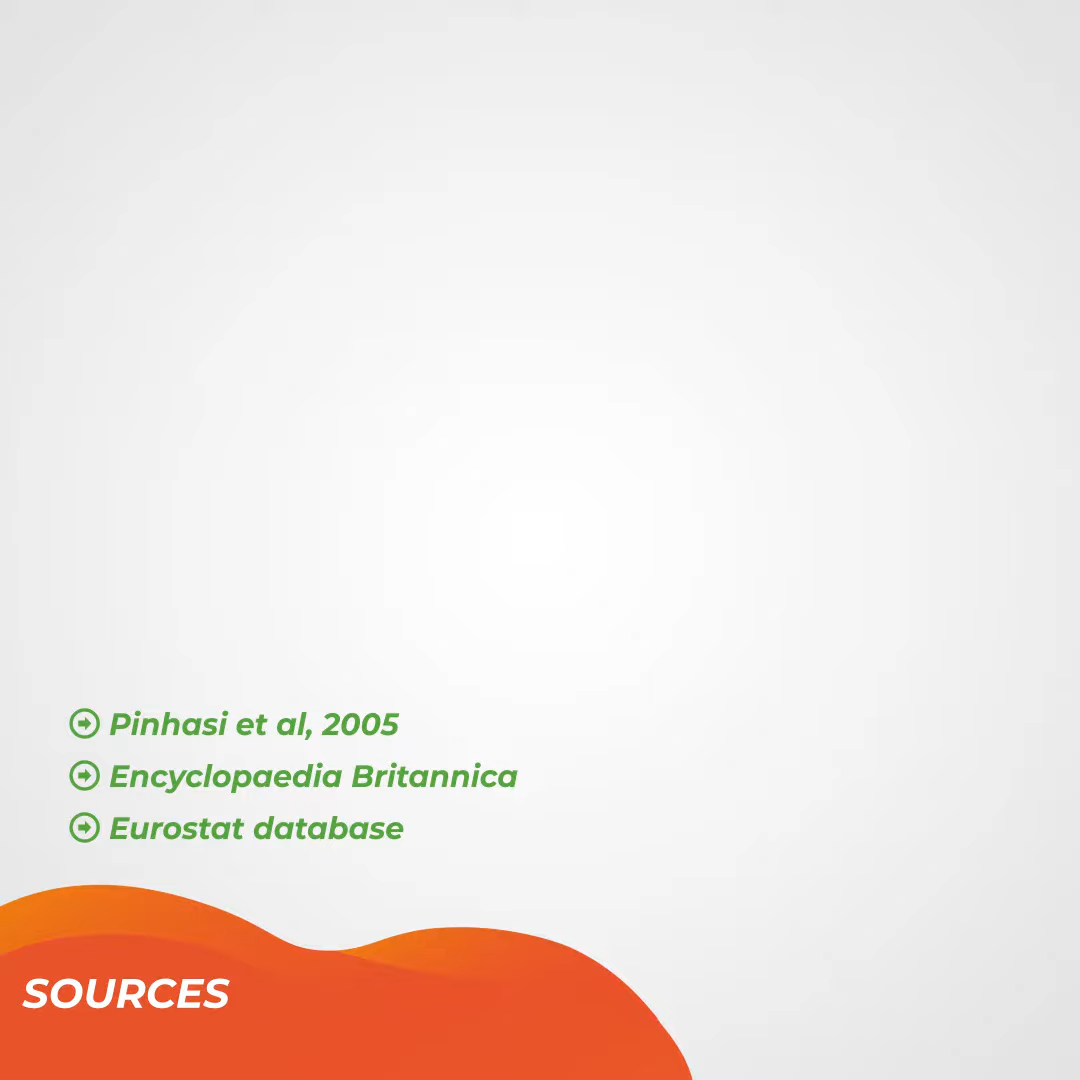 Pinhasi et al, 2005
Encyclopaedia Britannica
Eurostat database
SOURCES